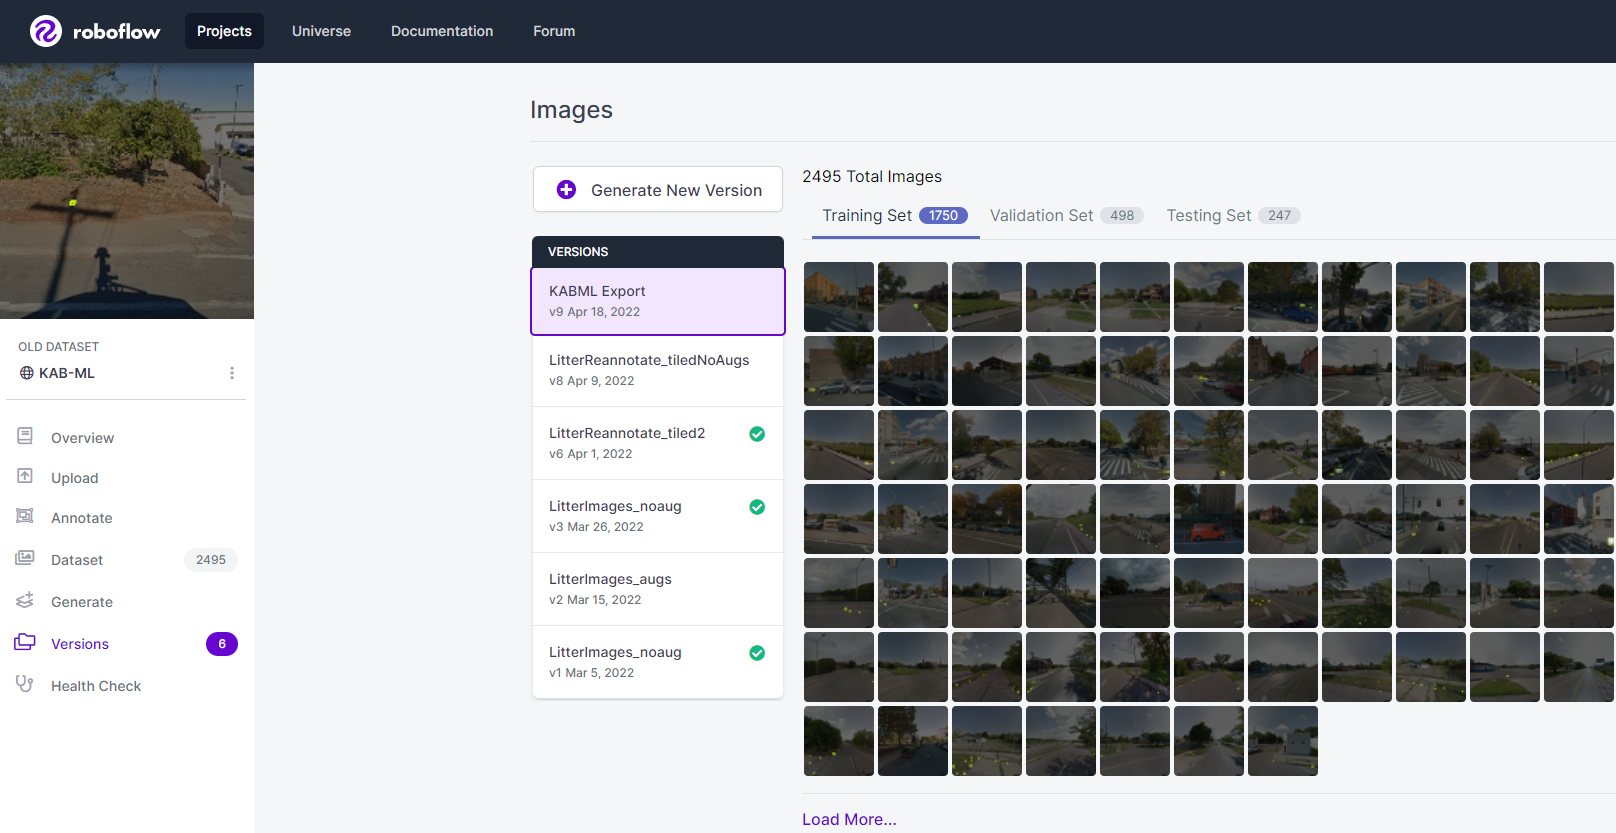 roboflow
Projects
Universe
Documentation
Forum
OLD DATASET
KAB-ML
Overview
Upload
Annotate
Dataset 2495
Generate
Versions 6
Health Check
Images
Generate New Version
VERSIONS
KABML Export
v9 Apr 18, 2022
LitterReannotate_tiledNoAugs
v8 Apr 9, 2022
LitterReannotate_tiled2
v6 Apr 1, 2022
LitterImages_noaug
v3 Mar 26, 2022
LitterImages_augs
v2 Mar 15, 2022
LitterImages_noaug
v1 Mar 5, 2022
2495 Total Images
Training Set 1750
Validation Set 498
Testing Set 247
Load More...